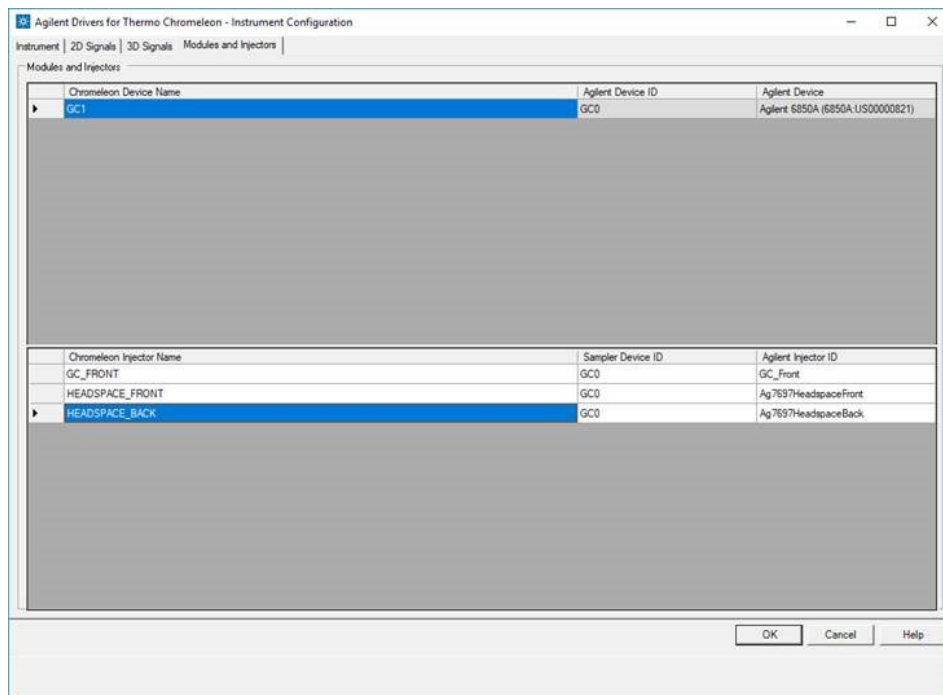 Agilent Drivers for Thermo Chromeleon - Instrument Configuration
Instrument 2D Signals 3D Signals Modules and Injectors
Modules and Injectors
Chromeleon Device Name Agilent Device ID Agilent Device
GC1 GC0 Agilent 6850A (6850A:US00000821)
Chromeleon Injector Name Sampler Device ID Agilent Injector ID
GC_FRONT GC0 GC_Front
HEADSPACE_FRONT GC0 Ag7697HeadspaceFront
HEADSPACE_BACK GC0 Ag7697HeadspaceBack
OK Cancel Help